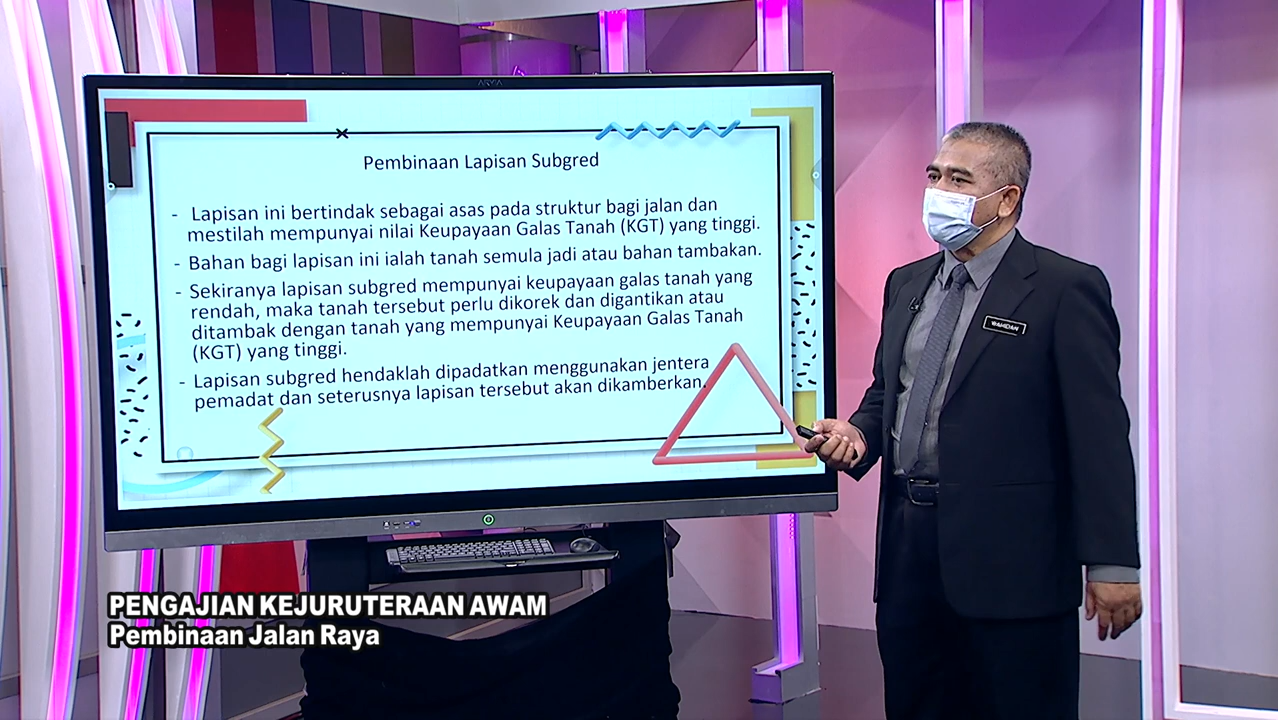 ARVIA
Pembinaan Lapisan Subgred
- Lapisan ini bertindak sebagai asas pada struktur bagi jalan dan
mestilah mempunyai nilai Keupayaan Galas Tanah (KGT) yang tinggi.
- Bahan bagi lapisan ini ialah tanah semula jadi atau bahan tambakan.
- Sekiranya lapisan subgred mempunyai keupayaan galas tanah yang
rendah, maka tanah tersebut perlu dikorek dan digantikan atau
ditambak dengan tanah yang mempunyai Keupayaan Galas Tanah
(KGT) yang tinggi.
- Lapisan subgred hendaklah dipadatkan menggunakan jentera
pemadat dan seterusnya lapisan tersebut akan dikamberkan.
WAHIDAN
PENGAJIAN KEJURUTERAAN AWAM
Pembinaan Jalan Raya